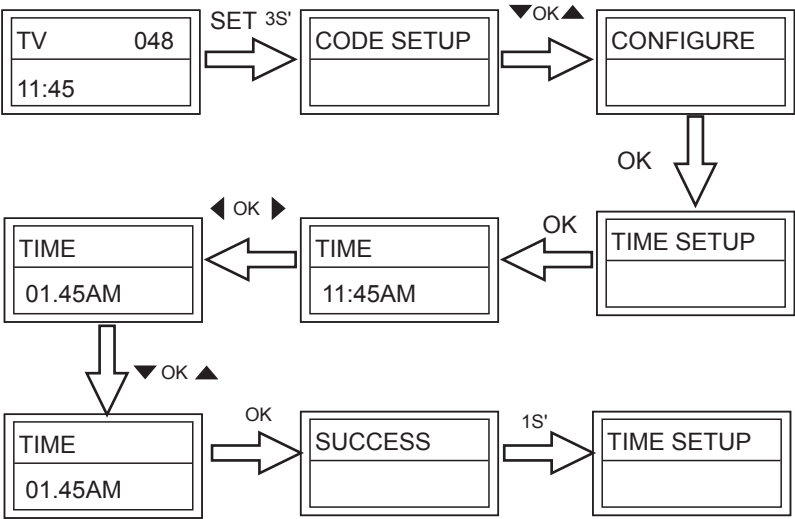 TV 048
11:45
SET 3S'
CODE SETUP
▼OK▲
CONFIGURE
OK
TIME SETUP
OK
TIME
11:45AM
◀ OK ▶
TIME
01.45AM
▼ OK ▲
TIME
01.45AM
OK
SUCCESS
1S'
TIME SETUP